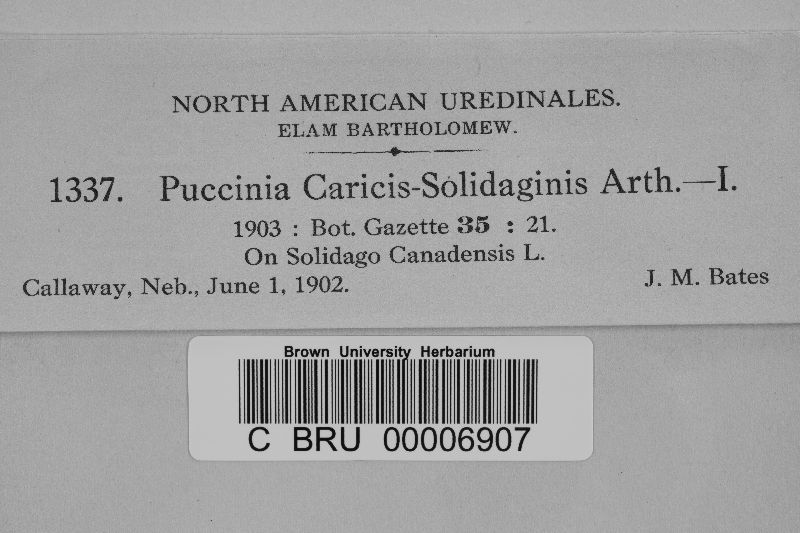 NORTH AMERICAN UREDINALES.
ELAM BARTHOLOMEW.
1337. Puccinia Caricis-Solidaginis Arth.—I.
1903 : Bot. Gazette 35 : 21.
On Solidago Canadensis L.
Callaway, Neb., June 1, 1902. J. M. Bates
Brown University Herbarium
C BRU 00006907